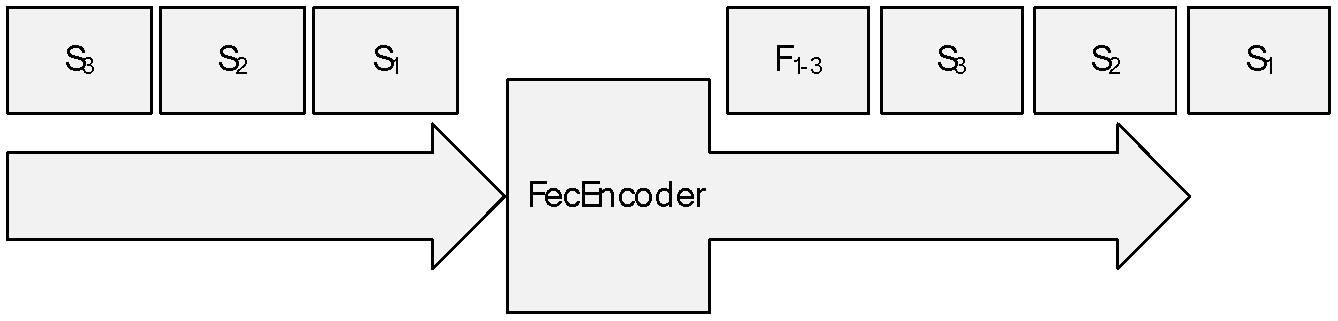 S3 S2 S1 F1-3 S3 S2 S1
FecEncoder